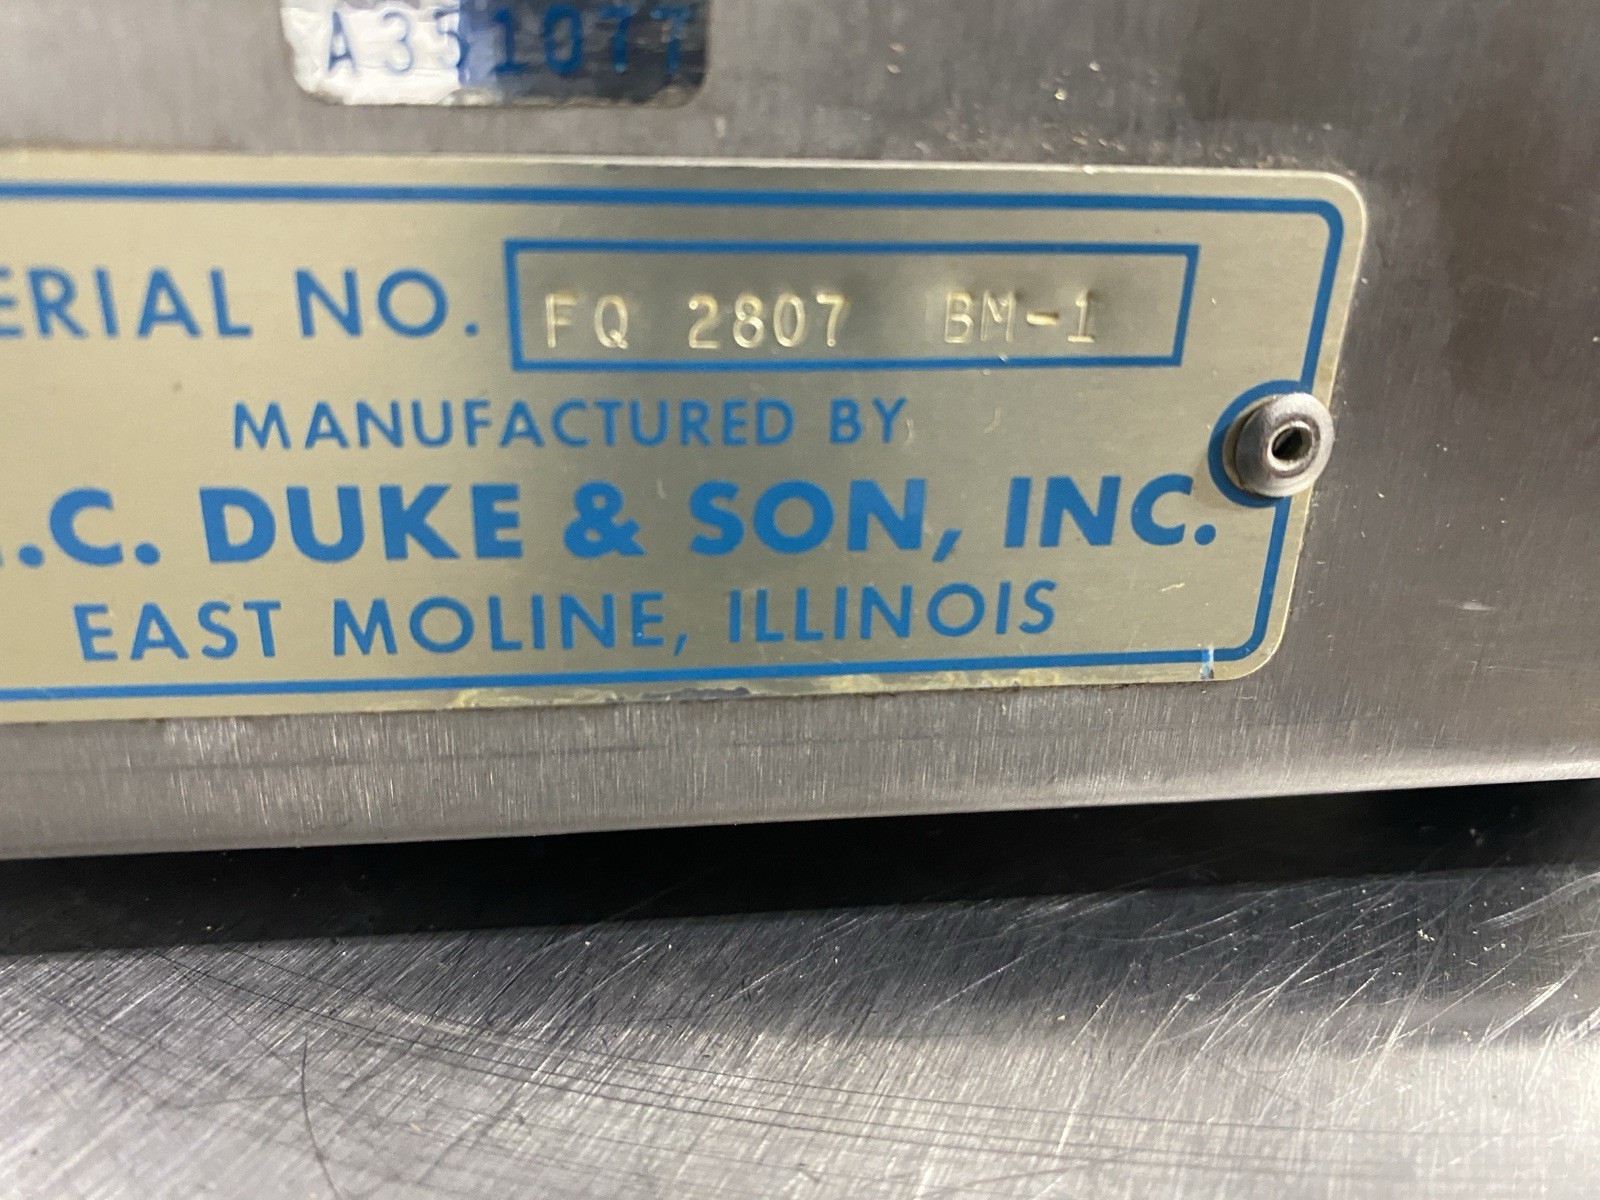 A351077
ERIAL NO. FQ 2807 BM-1
MANUFACTURED BY
.C. DUKE & SON, INC.
EAST MOLINE, ILLINOIS